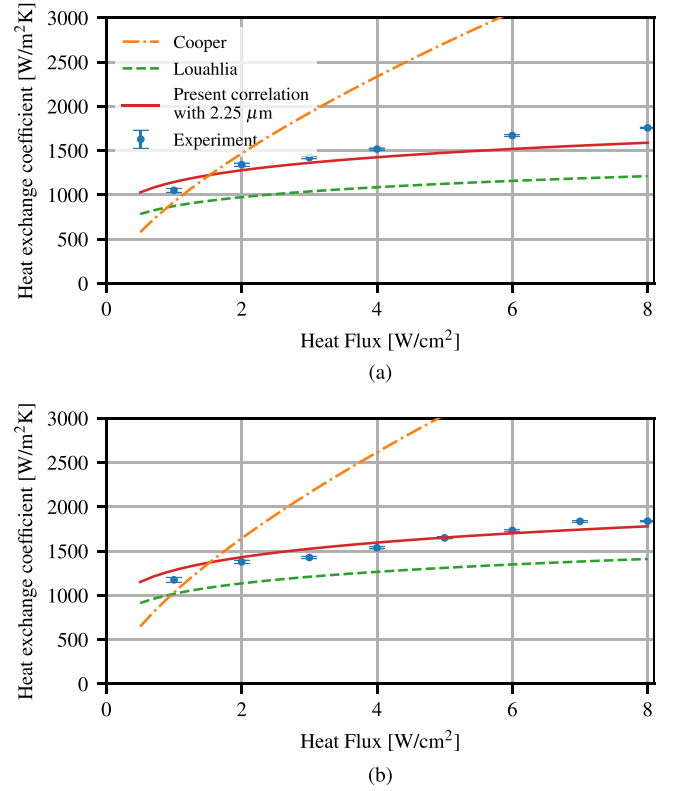 3000
2500
2000
1500
1000
500
0
Heat exchange coefficient [W/m²K]
Cooper
Louahlia
Present correlation
with 2.25 μm
Experiment
0 2 4 6 8
Heat Flux [W/cm²]
(a)
3000
2500
2000
1500
1000
500
0
Heat exchange coefficient [W/m²K]
0 2 4 6 8
Heat Flux [W/cm²]
(b)